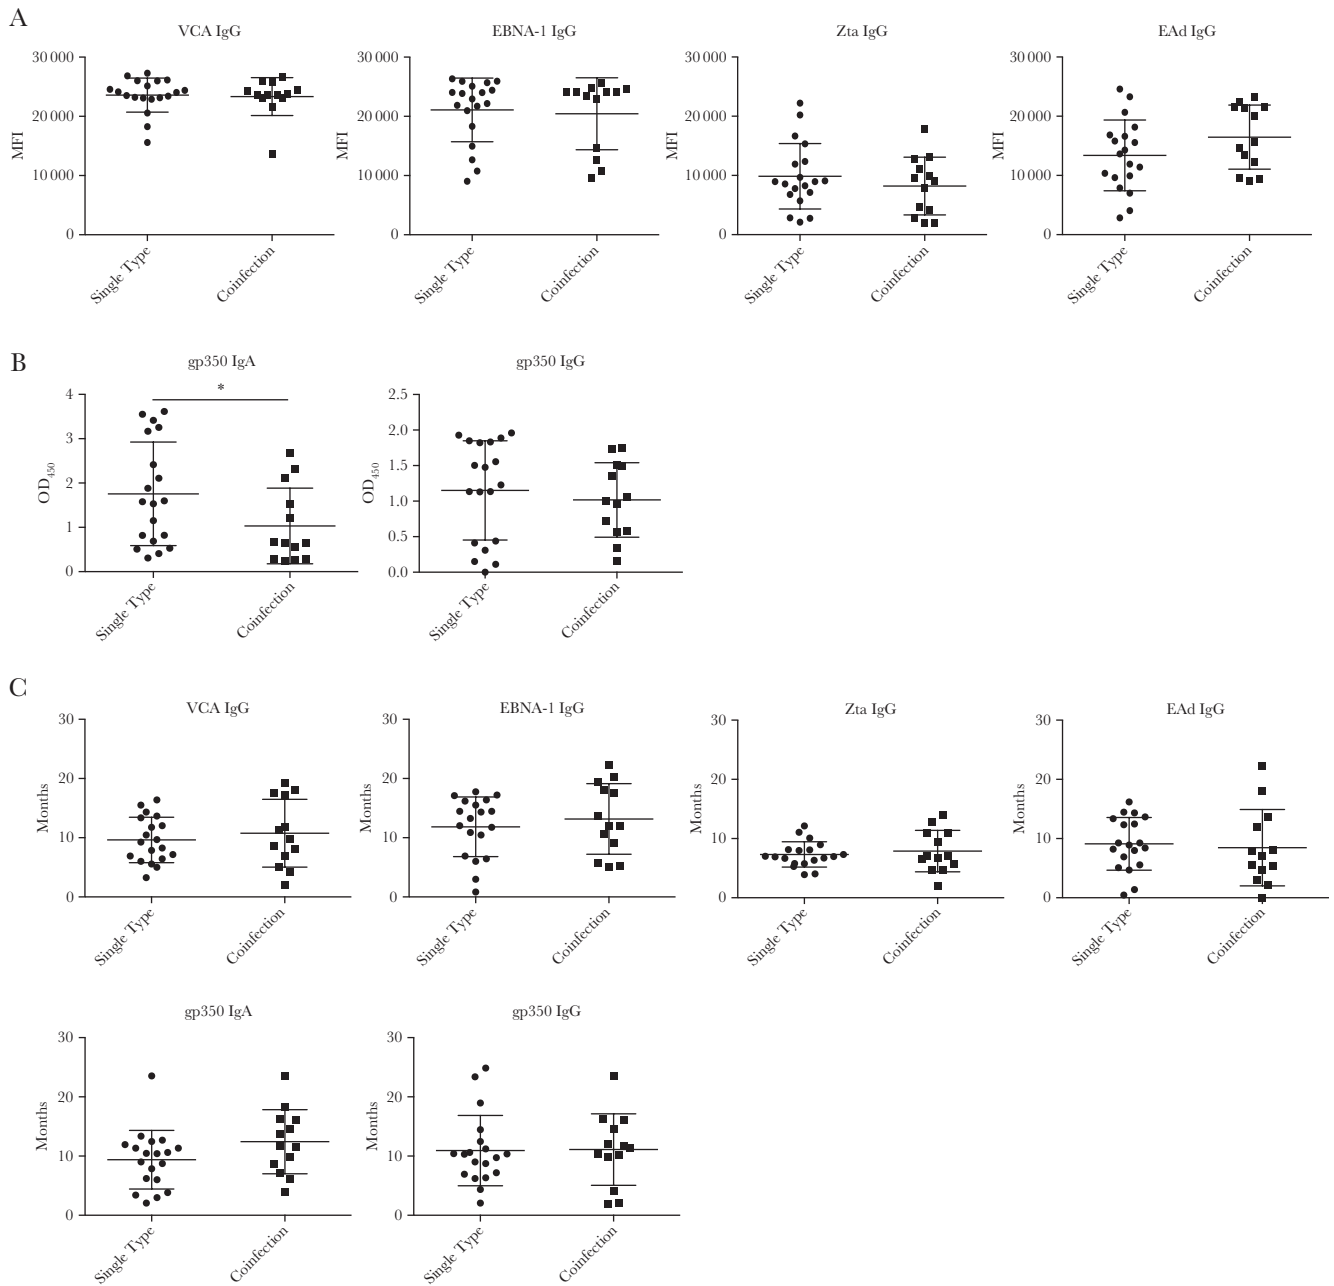 A
VCA IgG
EBNA-1 IgG
Zta IgG
EAd IgG
30 000
20 000
10 000
0
MFI
Single Type
Coinfection
30 000
20 000
10 000
0
MFI
Single Type
Coinfection
30 000
20 000
10 000
0
MFI
Single Type
Coinfection
30 000
20 000
10 000
0
MFI
Single Type
Coinfection
B
gp350 IgA
gp350 IgG
*
4
3
2
1
0
OD450
Single Type
Coinfection
2.5
2.0
1.5
1.0
0.5
0.0
OD450
Single Type
Coinfection
C
VCA IgG
EBNA-1 IgG
Zta IgG
EAd IgG
30
20
10
0
Months
Single Type
Coinfection
30
20
10
0
Months
Single Type
Coinfection
30
20
10
0
Months
Single Type
Coinfection
30
20
10
0
Months
Single Type
Coinfection
gp350 IgA
gp350 IgG
30
20
10
0
Months
Single Type
Coinfection
30
20
10
0
Months
Single Type
Coinfection